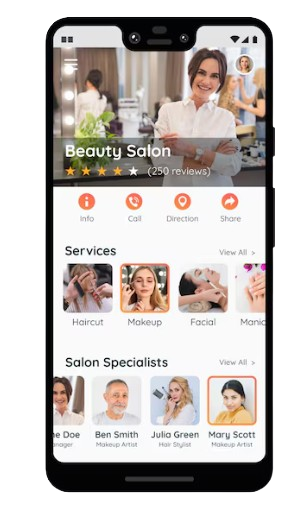 Beauty Salon
(250 reviews)
Info Call Direction Share
Services View All >
Haircut Makeup Facial Manic
Salon Specialists View All >
ne Doe Ben Smith Julia Green Mary Scott
nager Makeup Artist Hair Stylist Makeup Artist